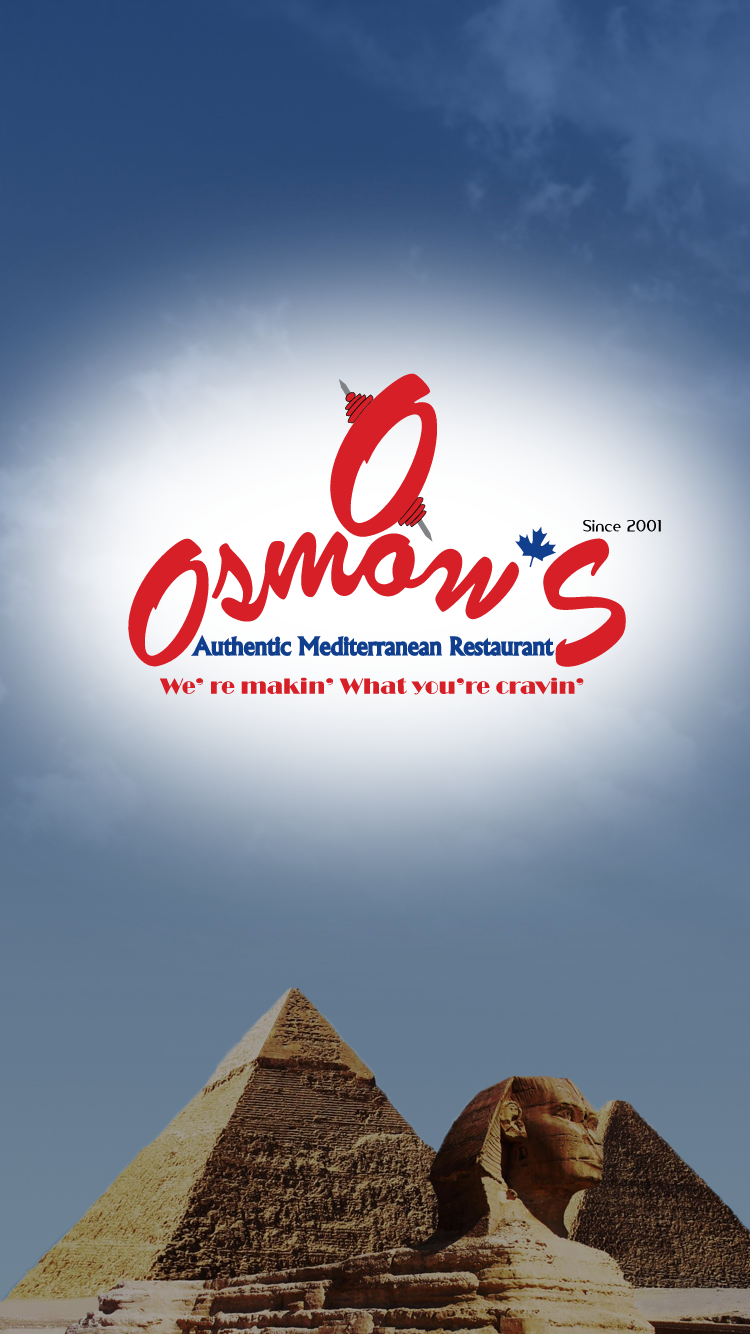 O
Since 2001
Osmow'S
Authentic Mediterranean Restaurant
We' re makin' What you're cravin'